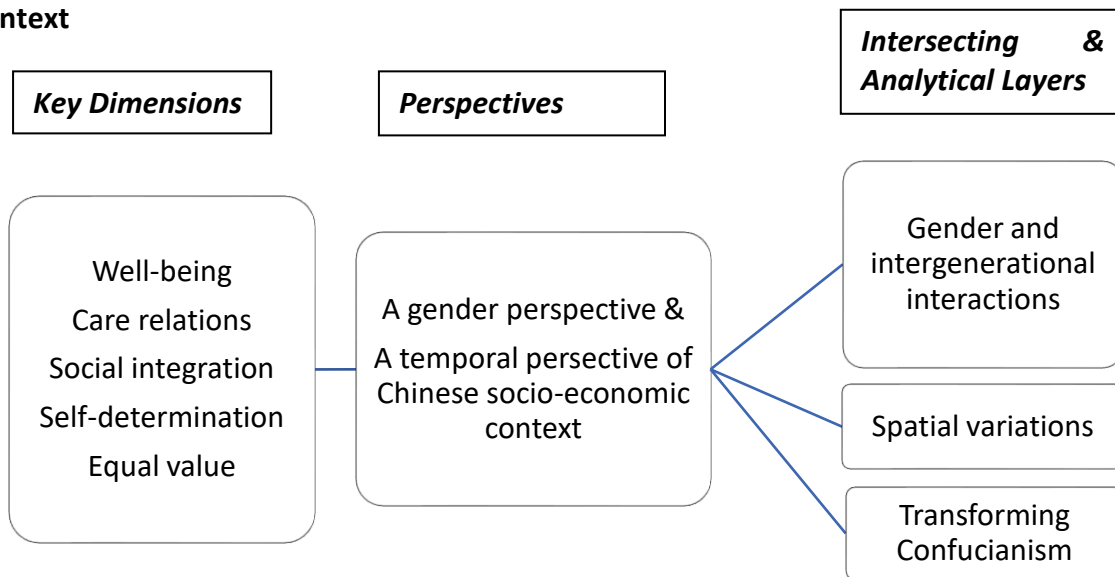 ntext
Key Dimensions
Perspectives
Intersecting &
Analytical Layers
Well-being
Care relations
Social integration
Self-determination
Equal value
A gender perspective &
A temporal persective of
Chinese socio-economic
context
Gender and
intergenerational
interactions
Spatial variations
Transforming
Confucianism